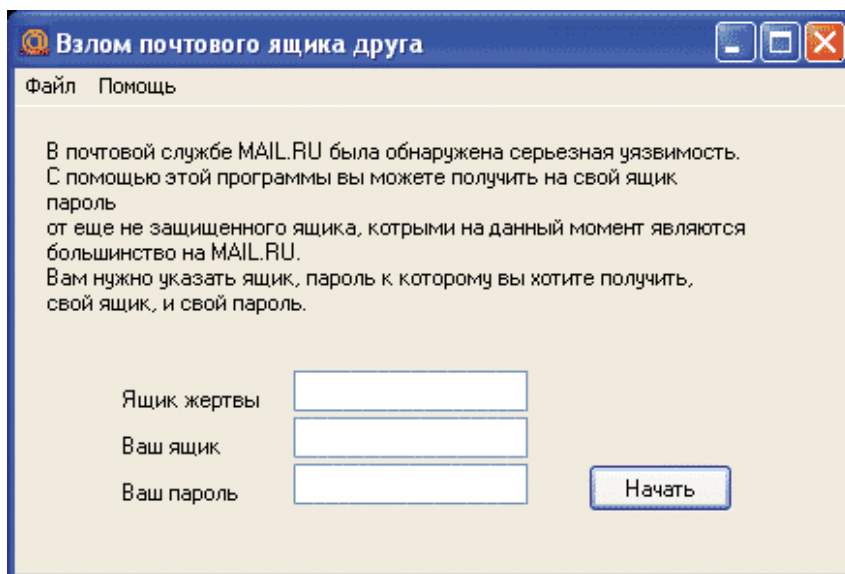 Взлом почтового ящика друга
Файл Помощь
В почтовой службе MAIL.RU была обнаружена серьезная уязвимость.
С помощью этой программы вы можете получить на свой ящик
пароль
от еще не защищенного ящика, котрыми на данный момент являются
большинство на MAIL.RU.
Вам нужно указать ящик, пароль к которому вы хотите получить,
свой ящик, и свой пароль.
Ящик жертвы
Ваш ящик
Ваш пароль
Начать